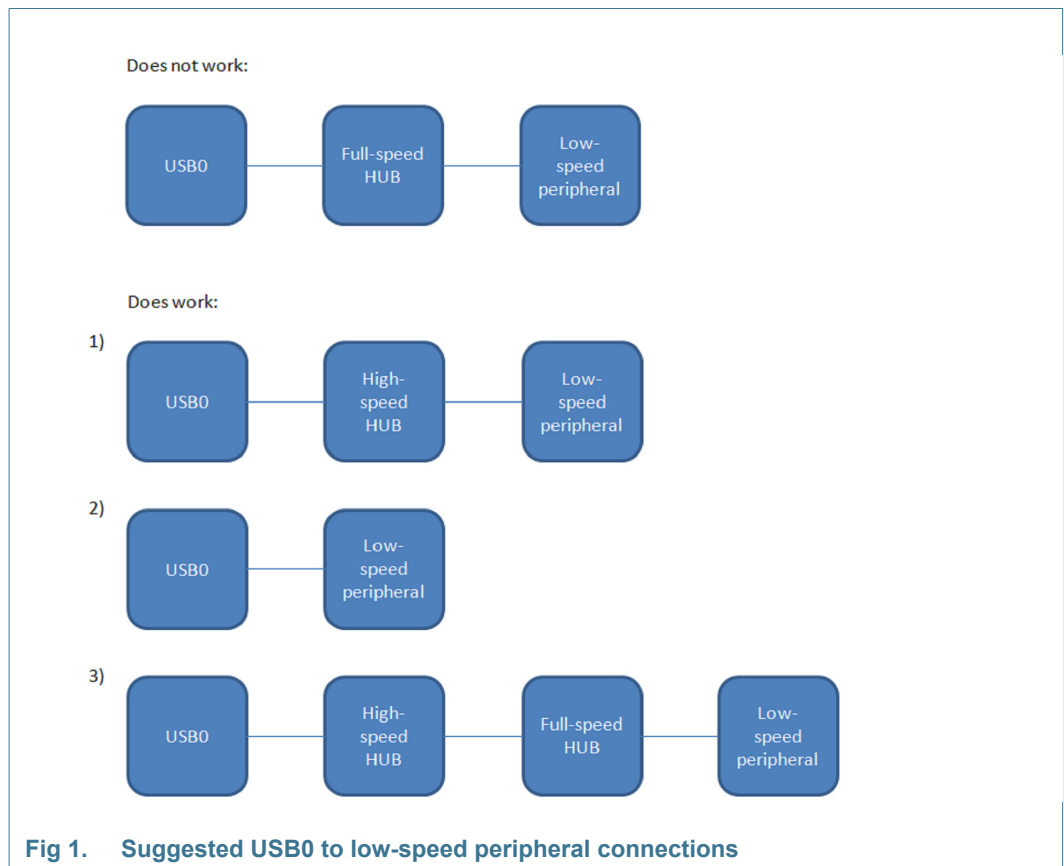 Does not work:
USB0
Full-speed
HUB
Low-
speed
peripheral
Does work:
1)
USB0
High-
speed
HUB
Low-
speed
peripheral
2)
USB0
Low-
speed
peripheral
3)
USB0
High-
speed
HUB
Full-speed
HUB
Low-
speed
peripheral
Fig 1. Suggested USB0 to low-speed peripheral connections